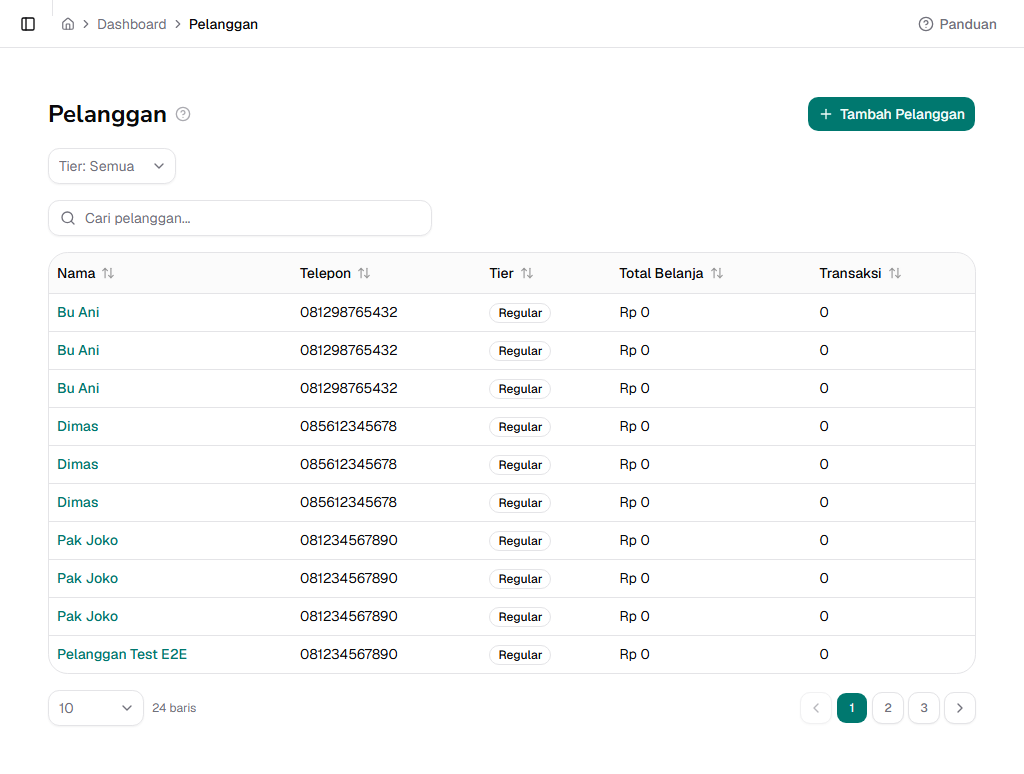 Dashboard Pelanggan Panduan
Pelanggan
Tambah Pelanggan
Tier: Semua
Cari pelanggan...
Nama Telepon Tier Total Belanja Transaksi
Bu Ani 081298765432 Regular Rp 0 0
Bu Ani 081298765432 Regular Rp 0 0
Bu Ani 081298765432 Regular Rp 0 0
Dimas 085612345678 Regular Rp 0 0
Dimas 085612345678 Regular Rp 0 0
Dimas 085612345678 Regular Rp 0 0
Pak Joko 081234567890 Regular Rp 0 0
Pak Joko 081234567890 Regular Rp 0 0
Pak Joko 081234567890 Regular Rp 0 0
Pelanggan Test E2E 081234567890 Regular Rp 0 0
10 24 baris 1 2 3